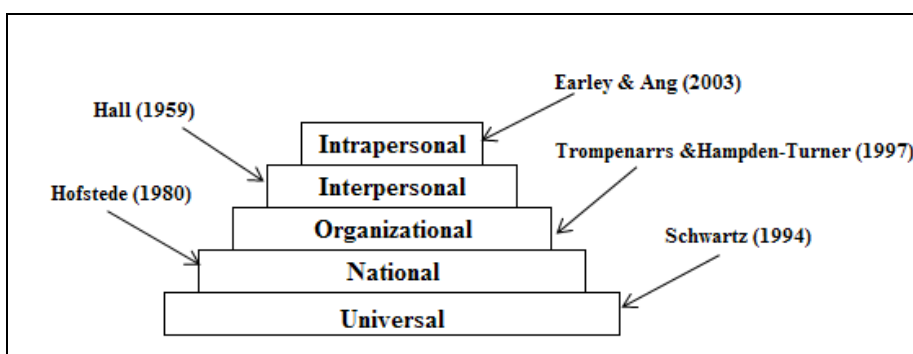 Earley & Ang (2003)
Hall (1959)
Intrapersonal
Trompenarrs &Hampden-Turner (1997)
Interpersonal
Hofstede (1980)
Organizational
Schwartz (1994)
National
Universal